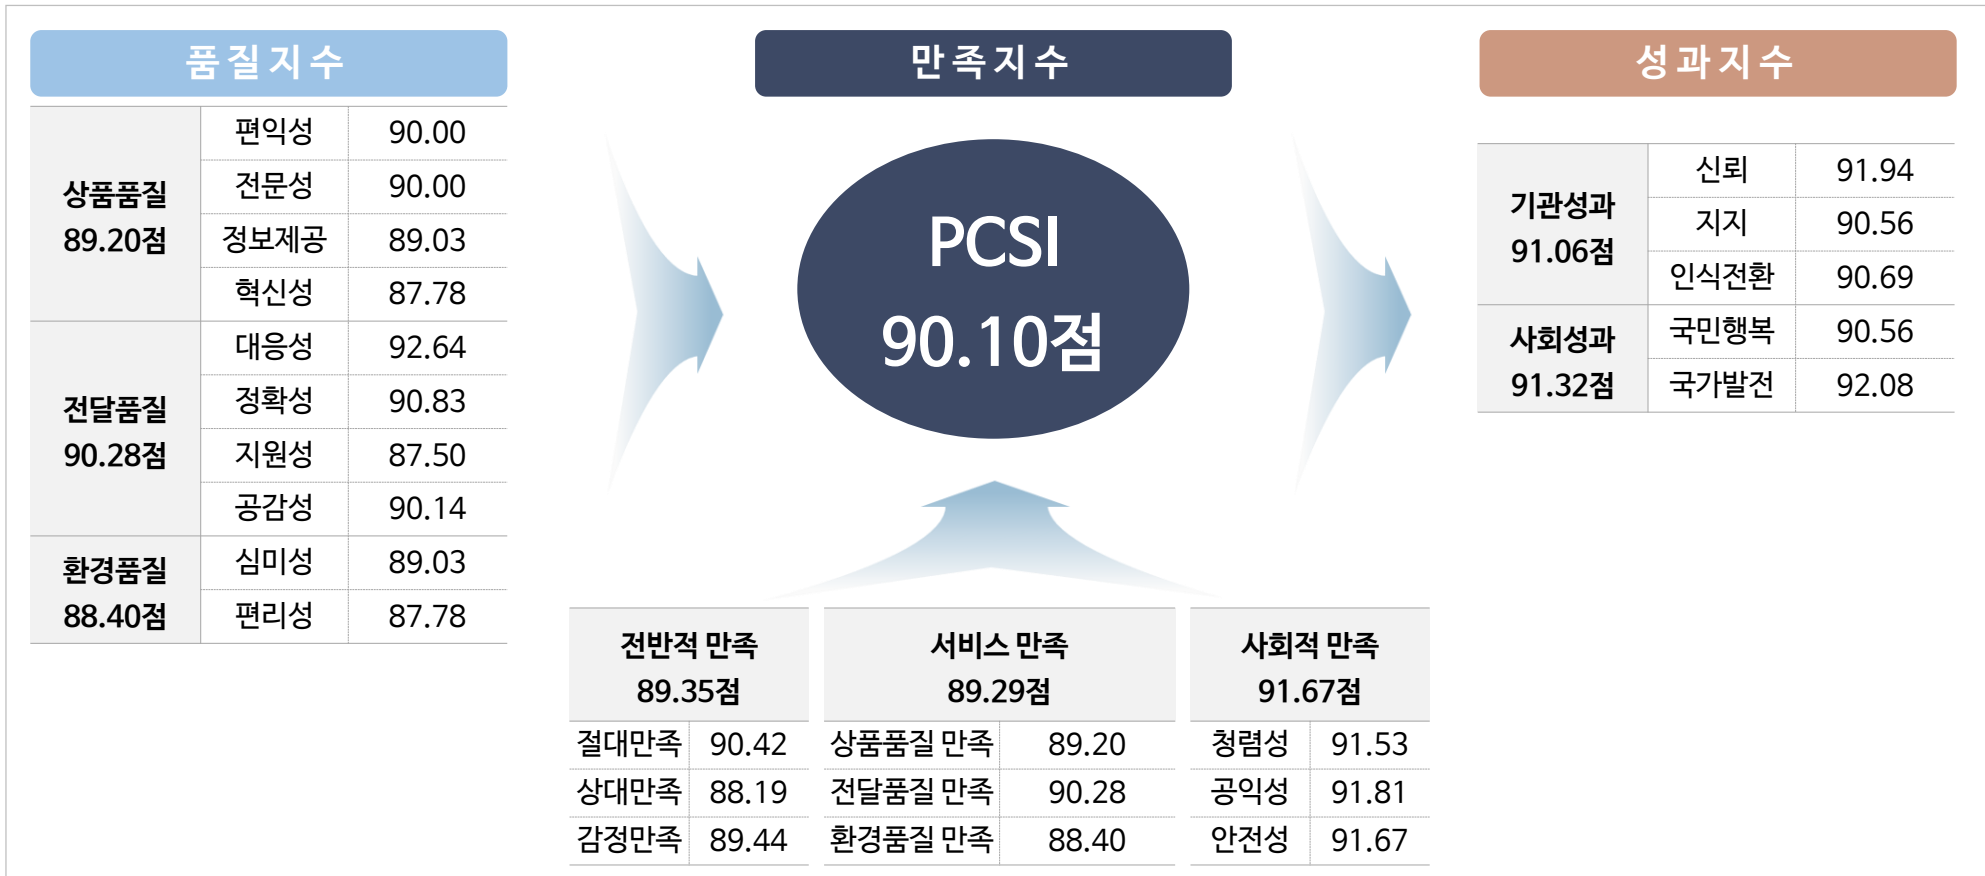 품질지수
상품품질
89.20점
편익성 90.00
전문성 90.00
정보제공 89.03
혁신성 87.78
전달품질
90.28점
대응성 92.64
정확성 90.83
지원성 87.50
공감성 90.14
환경품질
88.40점
심미성 89.03
편리성 87.78
만족지수
PCSI
90.10점
전반적 만족
89.35점
절대만족 90.42
상대만족 88.19
감정만족 89.44
서비스 만족
89.29점
상품품질 만족 89.20
전달품질 만족 90.28
환경품질 만족 88.40
사회적 만족
91.67점
청렴성 91.53
공익성 91.81
안전성 91.67
성과지수
기관성과
91.06점
신뢰 91.94
지지 90.56
인식전환 90.69
사회성과
91.32점
국민행복 90.56
국가발전 92.08